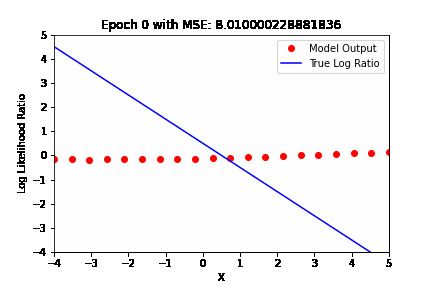 Epoch 0 with MSE: 8.010000228881836
5
4
3
2
1
0
−1
−2
−3
−4
Log Likelihood Ratio
Model Output
True Log Ratio
−4 −3 −2 −1 0 1 2 3 4 5
X